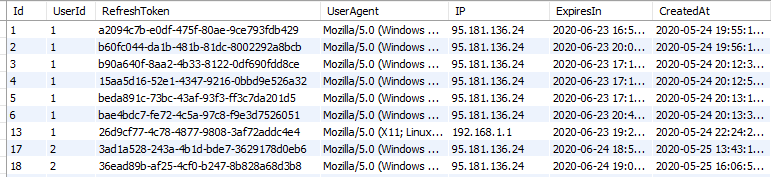 Id UserId RefreshToken UserAgent IP ExpiresIn CreatedAt
1 1 a2094c7b-e0df-475f-80ae-9ce793fdb429 Mozilla/5.0 (Windows ... 95.181.136.24 2020-06-23 16:5... 2020-05-24 19:55:1...
2 1 b60fc044-da1b-481b-81dc-8002292a8bcb Mozilla/5.0 (Windows ... 95.181.136.24 2020-06-23 20:0... 2020-05-24 19:56:1...
3 1 b90a640f-8aa2-4b33-8122-0df690fdd8ce Mozilla/5.0 (Windows ... 95.181.136.24 2020-06-23 17:1... 2020-05-24 20:12:3...
4 1 15aa5d16-52e1-4347-9216-0bbd9e526a32 Mozilla/5.0 (Windows ... 95.181.136.24 2020-06-23 17:1... 2020-05-24 20:12:5...
5 1 beda891c-73bc-43af-93f3-ff3c7da201d5 Mozilla/5.0 (Windows ... 95.181.136.24 2020-06-23 17:1... 2020-05-24 20:13:1...
6 1 bae4bdc7-fe72-4c5a-97c8-f9e3d7526051 Mozilla/5.0 (Windows ... 95.181.136.24 2020-06-23 20:4... 2020-05-24 20:13:2...
13 1 26d9cf77-4c78-4877-9808-3af72addc4e4 Mozilla/5.0 (X11; Linux... 192.168.1.1 2020-06-23 19:2... 2020-05-24 22:24:2...
17 2 3ad1a528-243a-4b1d-bde7-3629178d0eb6 Mozilla/5.0 (Windows ... 95.181.136.24 2020-06-24 18:5... 2020-05-25 13:43:1...
18 2 36ead89b-af25-4cf0-b247-8b828a68d3b8 Mozilla/5.0 (Windows ... 95.181.136.24 2020-06-24 19:0... 2020-05-25 16:06:5...